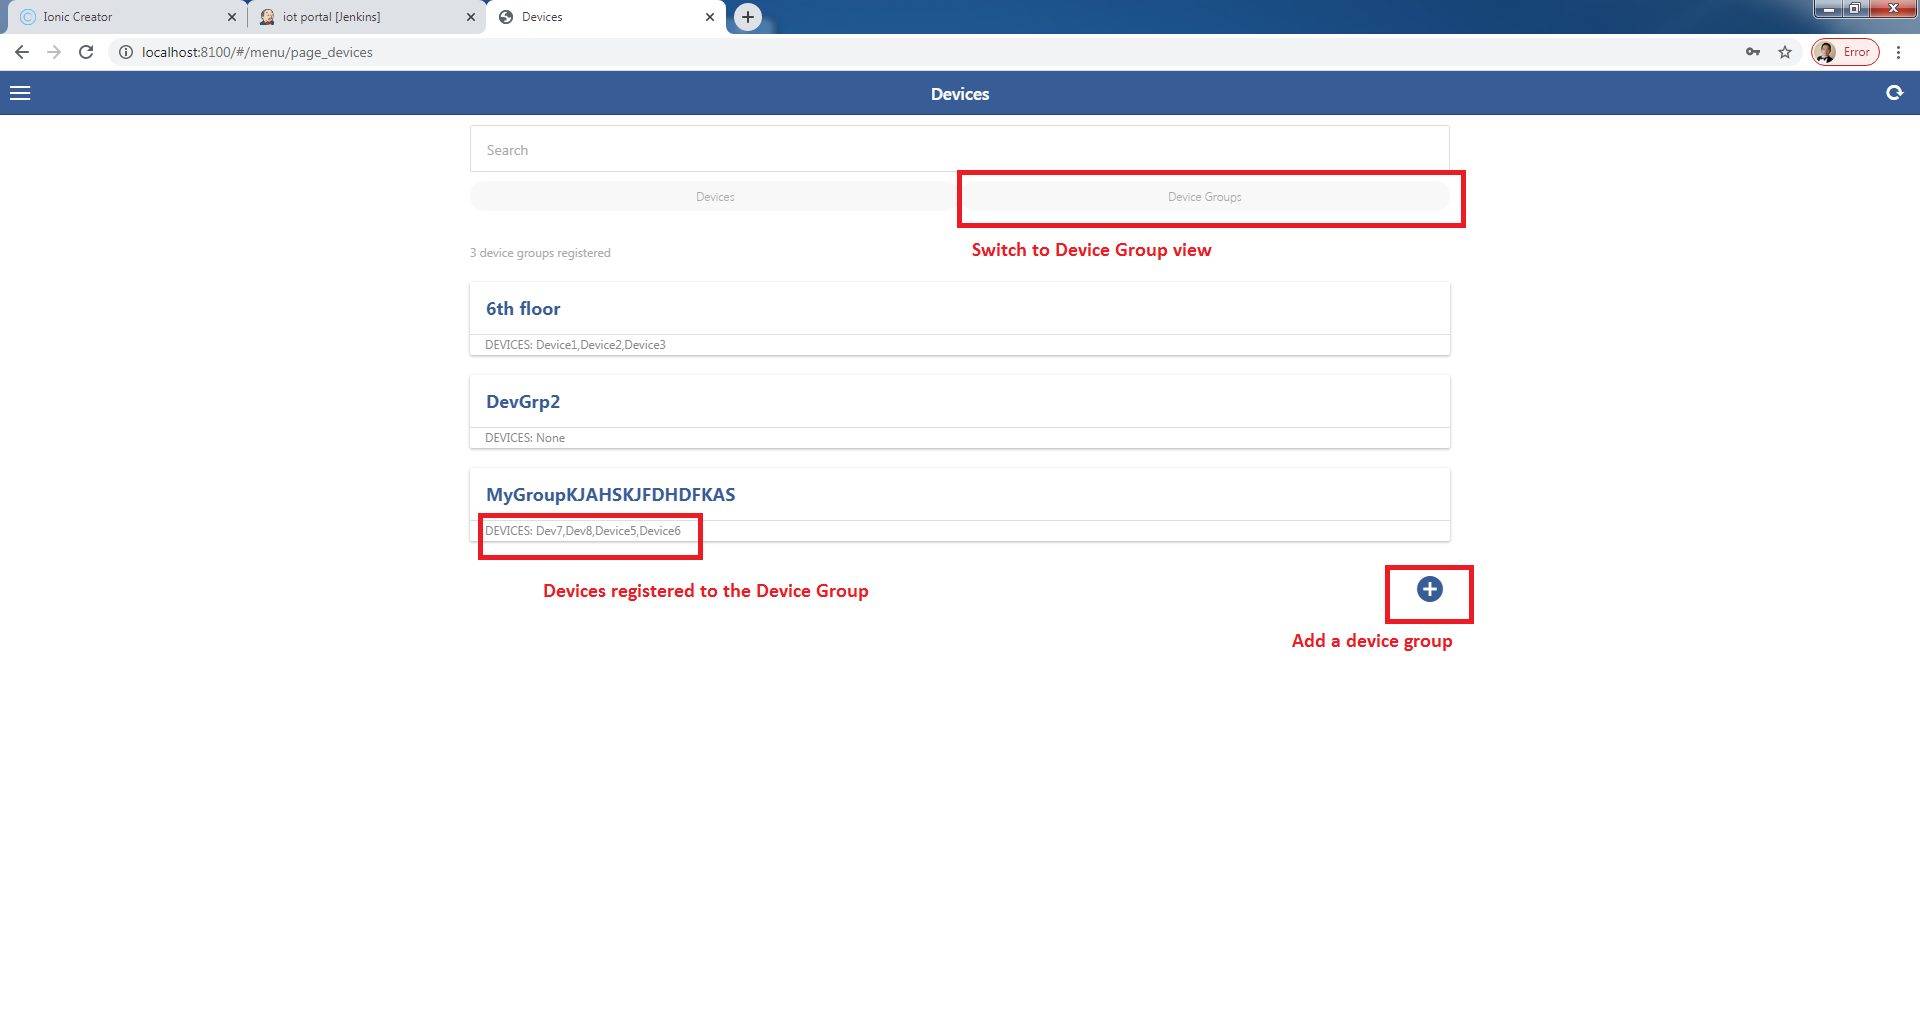 Ionic Creator
iot portal [Jenkins]
Devices
localhost:8100/#/menu/page_devices
Error
Devices
Search
Devices
Device Groups
3 device groups registered
Switch to Device Group view
6th floor
DEVICES: Device1,Device2,Device3
DevGrp2
DEVICES: None
MyGroupKJAHSKJFDHDFKAS
DEVICES: Dev7,Dev8,Device5,Device6
Devices registered to the Device Group
Add a device group